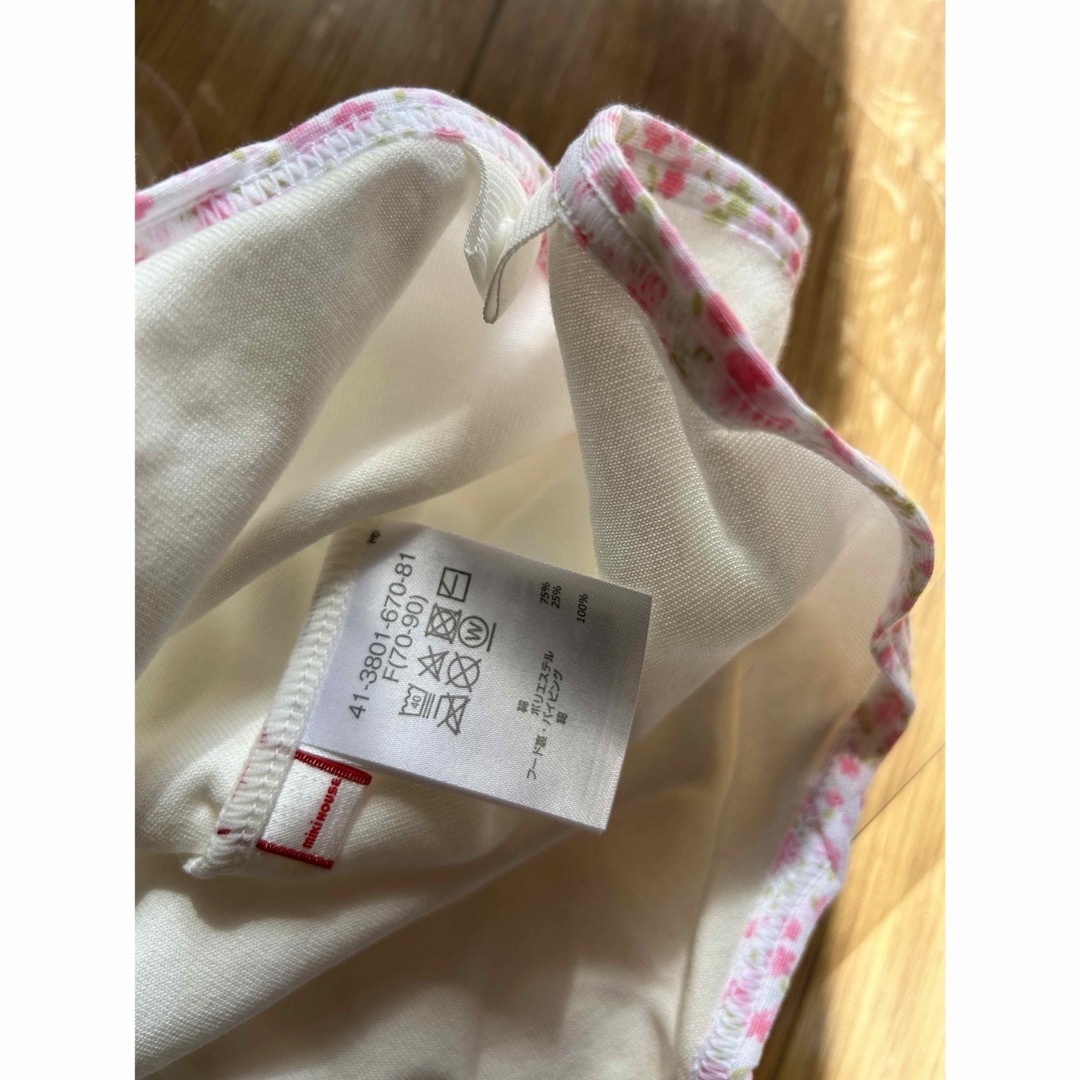 41-3801-670-81
F(70-90)
40
W
綿 75%
ポリエステル 25%
フード裏・パイピング
綿 100%
mikihouse